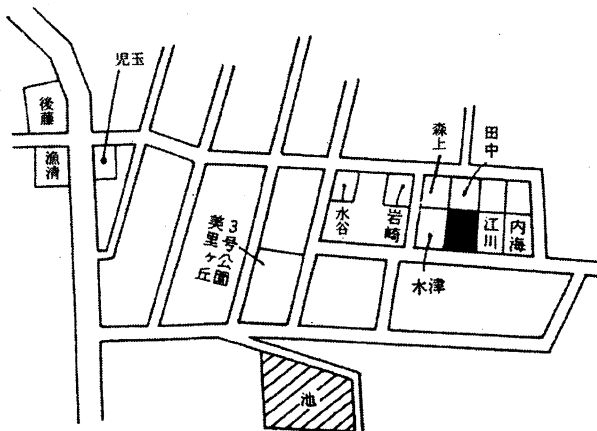 児玉
後藤
漁清
森上
田中
水谷
岩崎
江川
内海
木津
美里ヶ丘
3号公園
池